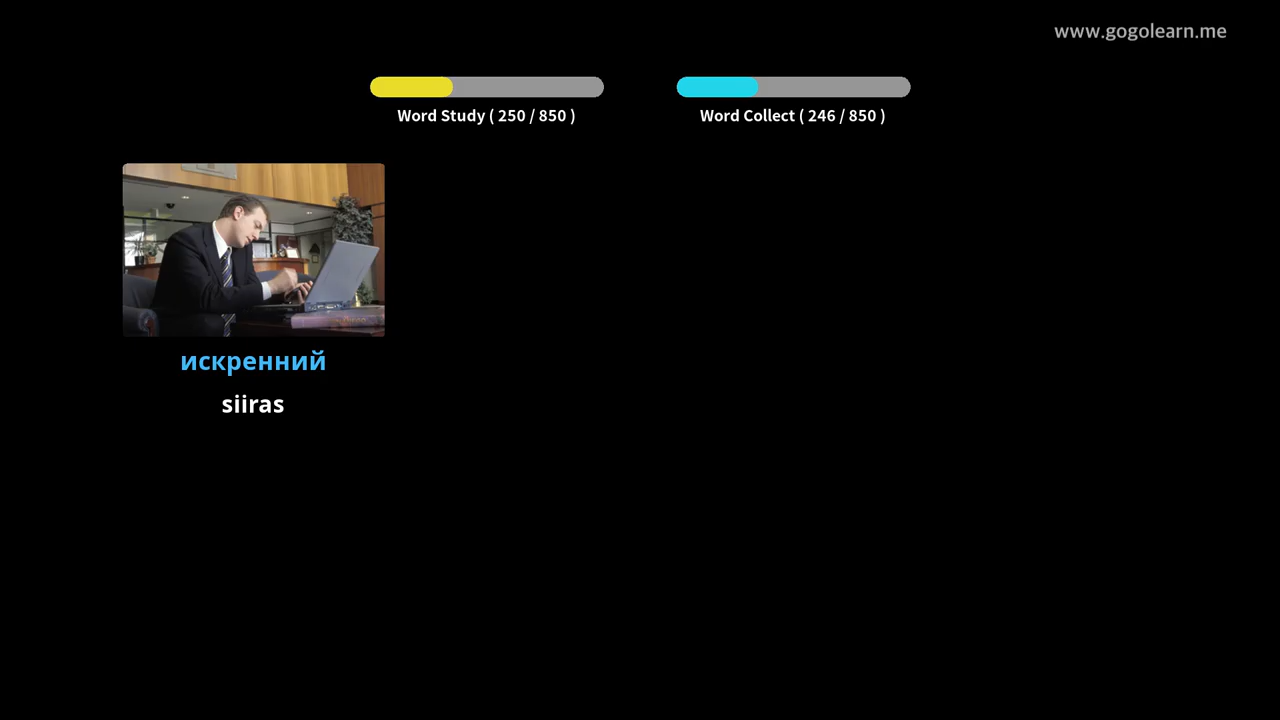 www.gogolearn.me
Word Study ( 250 / 850 )
Word Collect ( 246 / 850 )
искренний
siiras